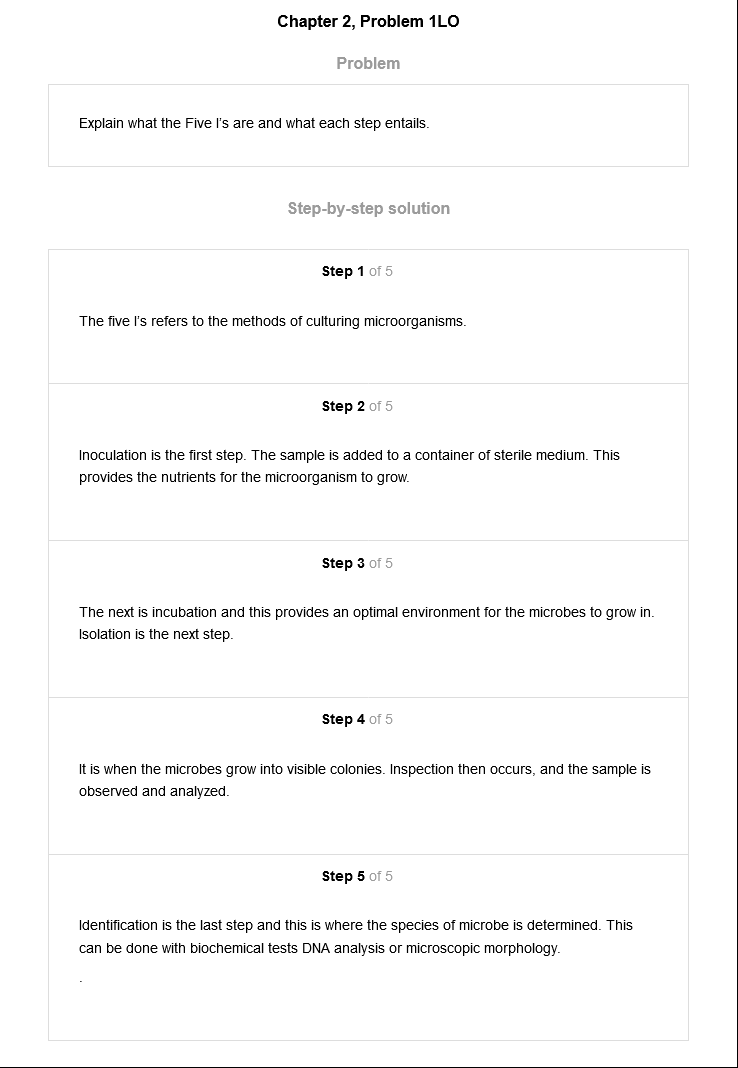 Chapter 2, Problem 1LO
Problem
Explain what the Five I’s are and what each step entails.
Step-by-step solution
Step 1 of 5
The five I’s refers to the methods of culturing microorganisms.
Step 2 of 5
Inoculation is the first step. The sample is added to a container of sterile medium. This
provides the nutrients for the microorganism to grow.
Step 3 of 5
The next is incubation and this provides an optimal environment for the microbes to grow in.
Isolation is the next step.
Step 4 of 5
It is when the microbes grow into visible colonies. Inspection then occurs, and the sample is
observed and analyzed.
Step 5 of 5
Identification is the last step and this is where the species of microbe is determined. This
can be done with biochemical tests DNA analysis or microscopic morphology.
.